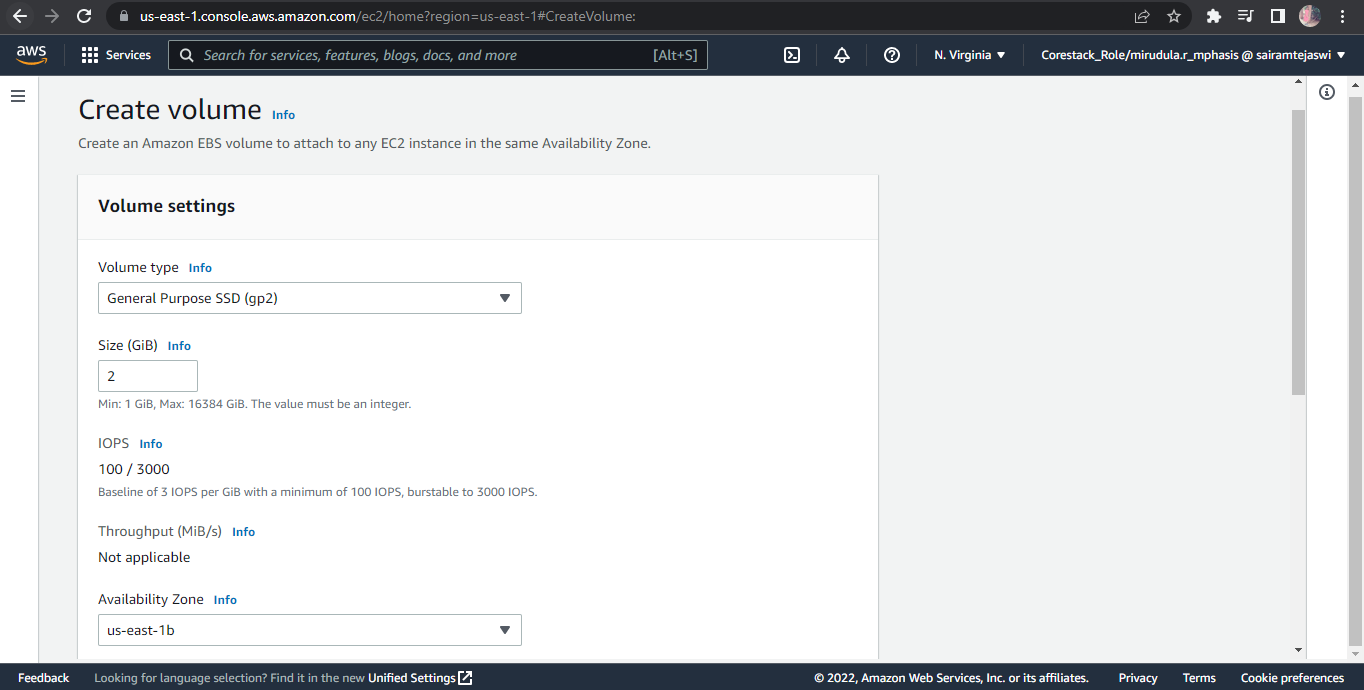 us-east-1.console.aws.amazon.com/ec2/home?region=us-east-1#CreateVolume:
aws Services Search for services, features, blogs, docs, and more [Alt+S] N. Virginia Corestack_Role/mirudula.r_mphasis @ sairamtejaswi
Create volume Info
Create an Amazon EBS volume to attach to any EC2 instance in the same Availability Zone.
Volume settings
Volume type Info
General Purpose SSD (gp2)
Size (GiB) Info
2
Min: 1 GiB, Max: 16384 GiB. The value must be an integer.
IOPS Info
100 / 3000
Baseline of 3 IOPS per GiB with a minimum of 100 IOPS, burstable to 3000 IOPS.
Throughput (MiB/s) Info
Not applicable
Availability Zone Info
us-east-1b
Feedback Looking for language selection? Find it in the new Unified Settings © 2022, Amazon Web Services, Inc. or its affiliates. Privacy Terms Cookie preferences